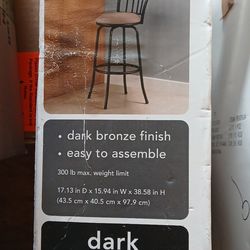 • dark bronze finish
• easy to assemble
300 lb max. weight limit
17.13 in D x 15.94 in W x 38.58 in H
(43.5 cm x 40.5 cm x 97.9 cm)
dark